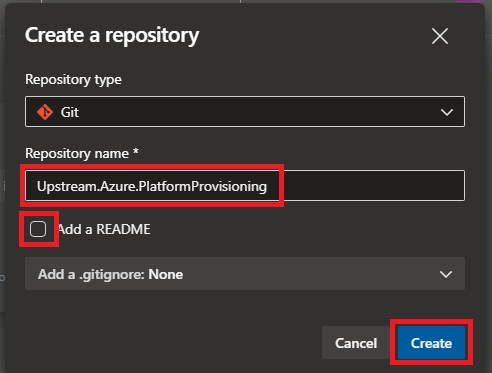 Create a repository
Repository type
Git
Repository name *
Upstream.Azure.PlatformProvisioning
Add a README
Add a .gitignore: None
Cancel
Create